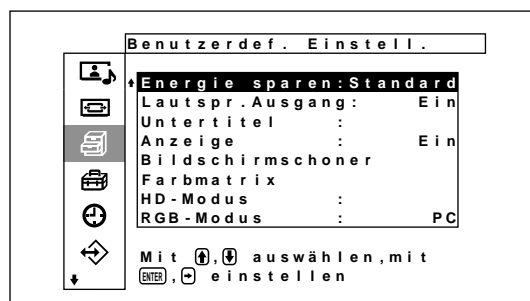 Benutzerdef. Einstell.
Energie sparen:Standard
Lautspr.Ausgang: Ein
Untertitel :
Anzeige : Ein
Bildschirmschoner
Farbmatrix
HD-Modus :
RGB-Modus : PC
Mit , auswählen,mit
ENTER, einstellen